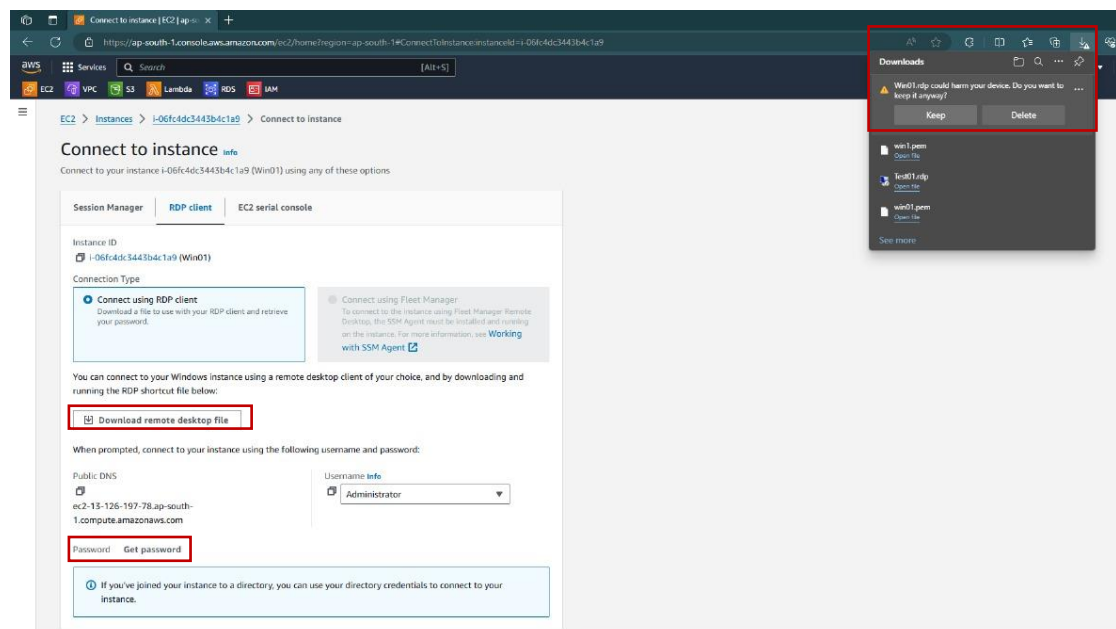 Connect to instance | EC2 | ap-so
https://ap-south-1.console.aws.amazon.com/ec2/home?region=ap-south-1#ConnectToInstance:instanceId=i-06fc4dc3443b4c1a9
aws
Services
Search
[Alt+S]
EC2
VPC
S3
Lambda
RDS
IAM
Downloads
Win01.rdp could harm your device. Do you want to
keep it anyway?
Keep
Delete
win1.pem
Open file
Test01.rdp
Open file
win01.pem
Open file
See more
EC2 > Instances > i-06fc4dc3443b4c1a9 > Connect to instance
Connect to instance Info
Connect to your instance i-06fc4dc3443b4c1a9 (Win01) using any of these options
Session Manager
RDP client
EC2 serial console
Instance ID
i-06fc4dc3443b4c1a9 (Win01)
Connection Type
Connect using RDP client
Download a file to use with your RDP client and retrieve
your password.
Connect using Fleet Manager
To connect to the instance using Fleet Manager Remote
Desktop, the SSM Agent must be installed and running
on the instance. For more information, see Working
with SSM Agent
You can connect to your Windows instance using a remote desktop client of your choice, and by downloading and
running the RDP shortcut file below:
Download remote desktop file
When prompted, connect to your instance using the following username and password:
Public DNS
ec2-13-126-197-78.ap-south-
1.compute.amazonaws.com
Username Info
Administrator
Password Get password
If you've joined your instance to a directory, you can use your directory credentials to connect to your
instance.